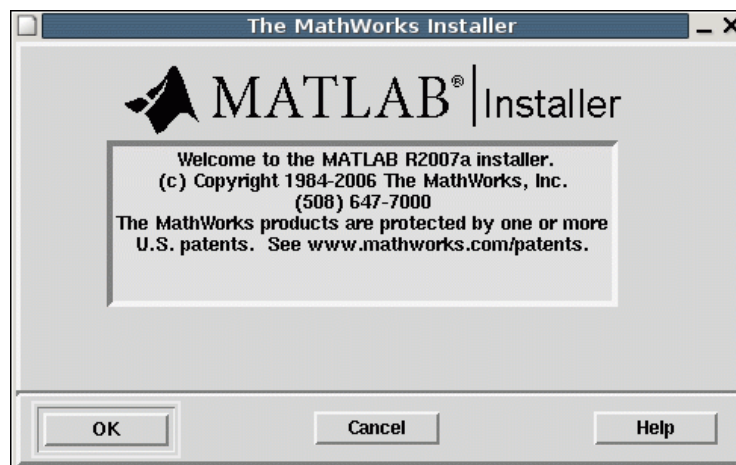 The MathWorks Installer
MATLAB® Installer
Welcome to the MATLAB R2007a installer.
(c) Copyright 1984-2006 The MathWorks, Inc.
(508) 647-7000
The MathWorks products are protected by one or more
U.S. patents. See www.mathworks.com/patents.
OK Cancel Help